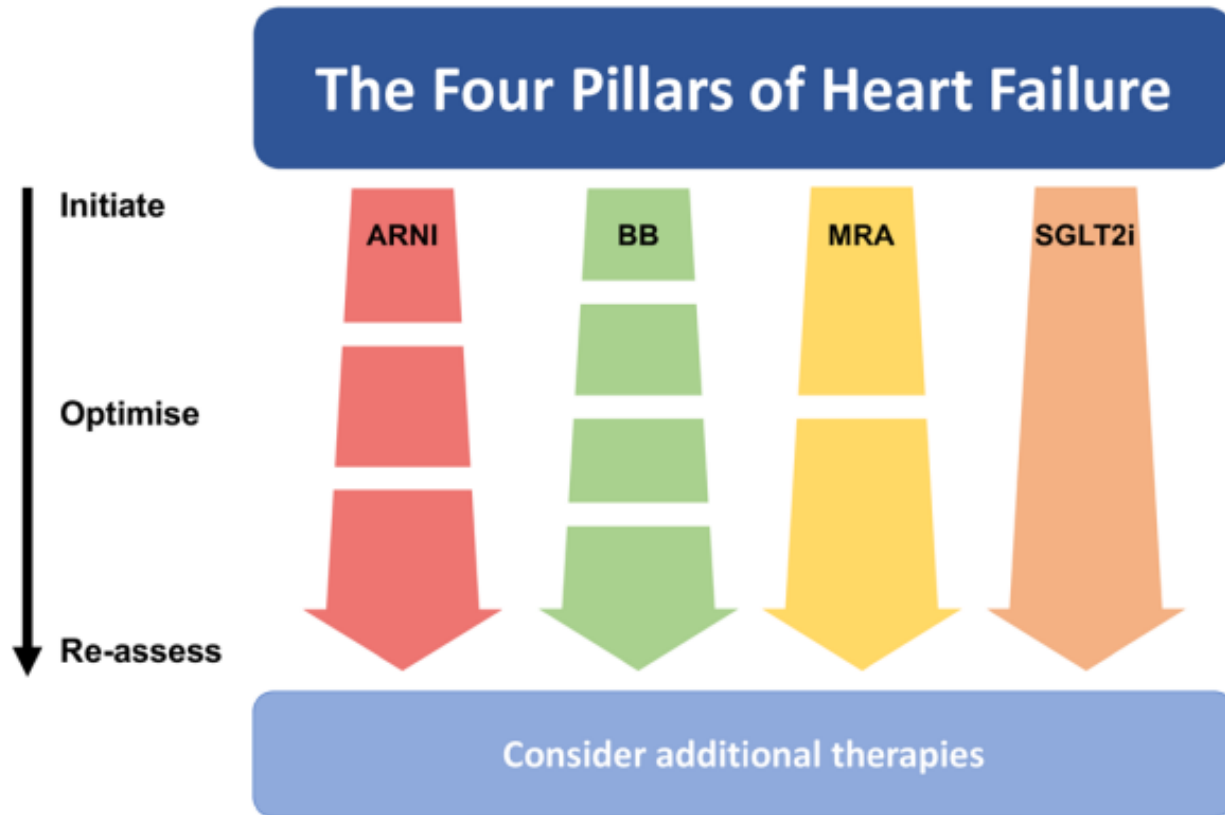 The Four Pillars of Heart Failure
Initiate
ARNI
BB
MRA
SGLT2i
Optimise
Re-assess
Consider additional therapies